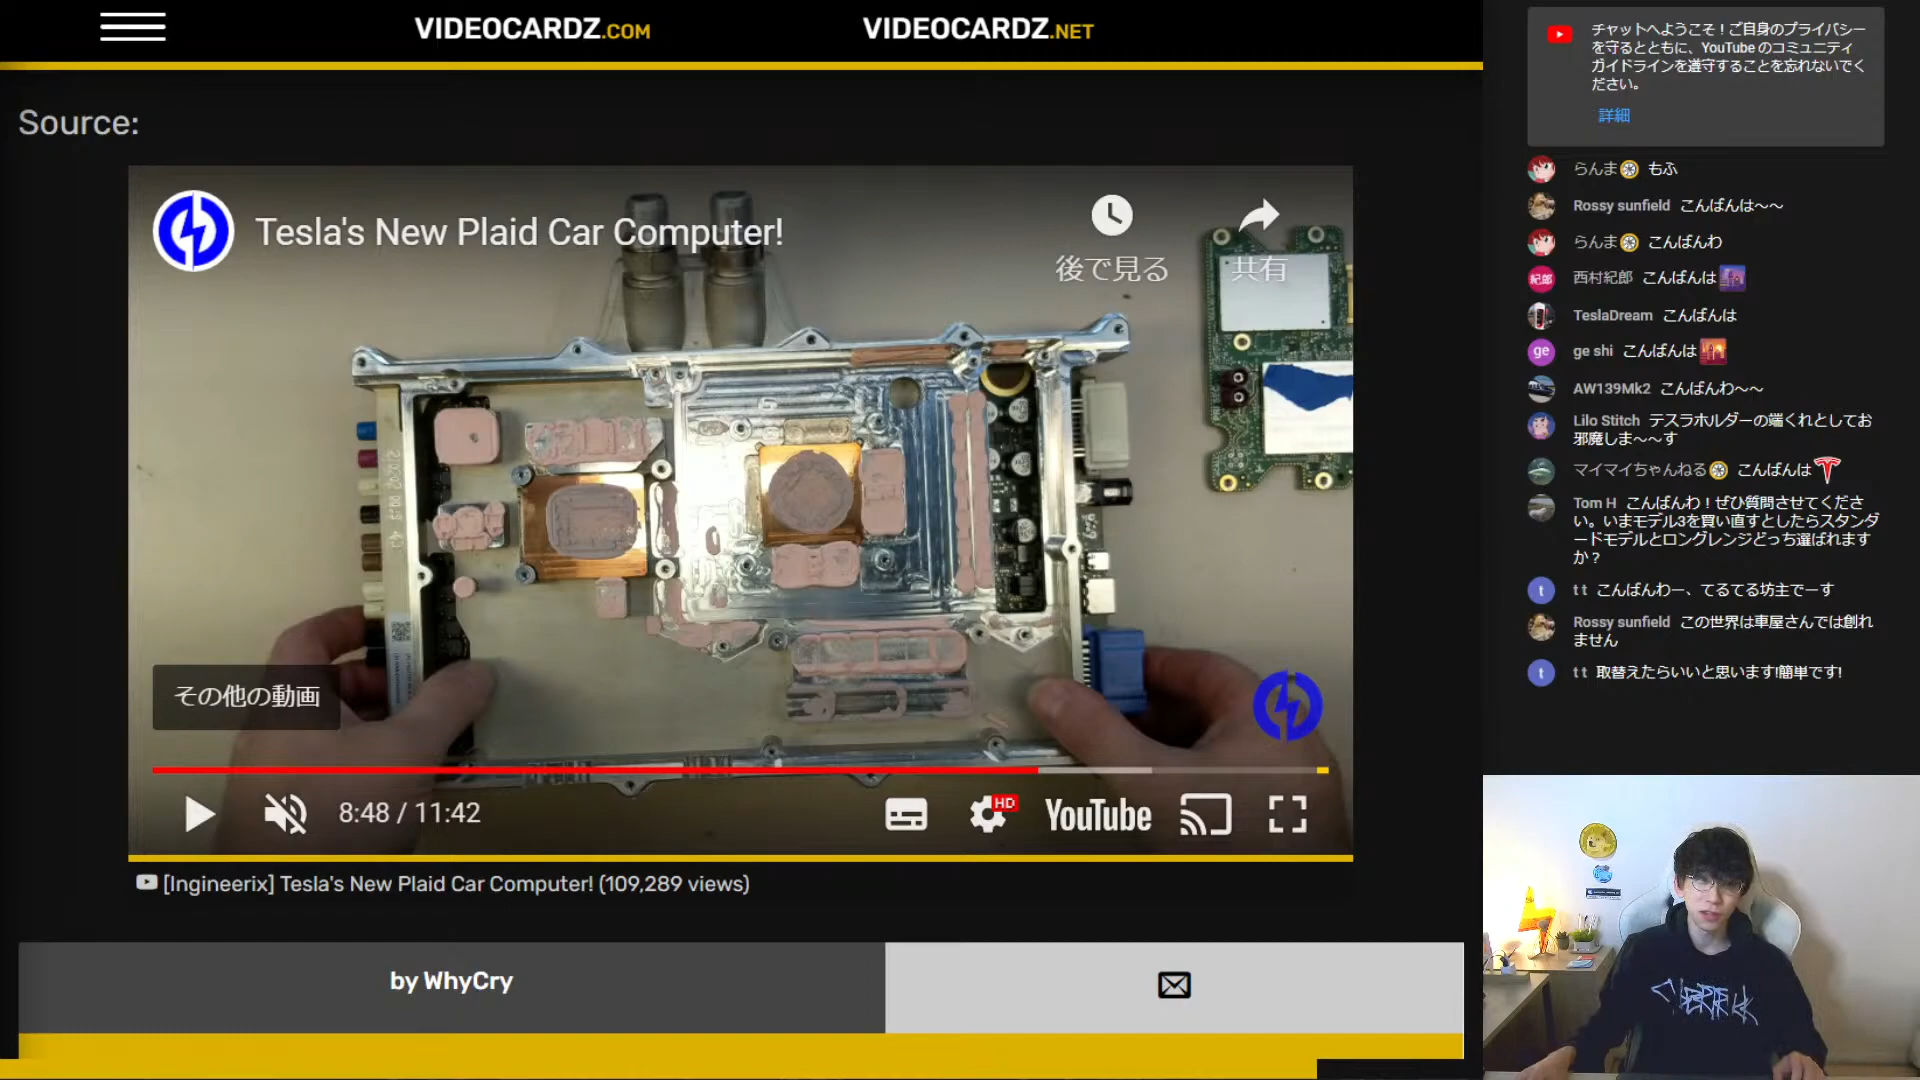 VIDEOCARDZ.COM
VIDEOCARDZ.NET
Source:
Tesla's New Plaid Car Computer!
後で見る
共有
その他の動画
8:48 / 11:42
HD
YouTube
[Ingineerix] Tesla's New Plaid Car Computer! (109,289 views)
by WhyCry
チャットへようこそ！ご自身のプライバシー
を守るとともに、YouTube のコミュニティ
ガイドラインを遵守することを忘れないでく
ださい。
詳細
らんま もふ
Rossy sunfield こんばんは～～
らんま こんばんわ
紀郎 西村紀郎 こんばんは
TeslaDream こんばんは
ge ge shi こんばんは
AW139Mk2 こんばんわ～～
Lilo Stitch テスラホルダーの端くれとしてお
邪魔しま～～す
マイマイちゃんねる こんばんは
Tom H こんばんわ！ぜひ質問させてくださ
い。いまモデル3を買い直すとしたらスタンダ
ードモデルとロングレンジどっち選ばれます
か？
t t t こんばんわー、てるてる坊主でーす
Rossy sunfield この世界は車屋さんでは創れ
ません
t t t 取替えたらいいと思います!簡単です!